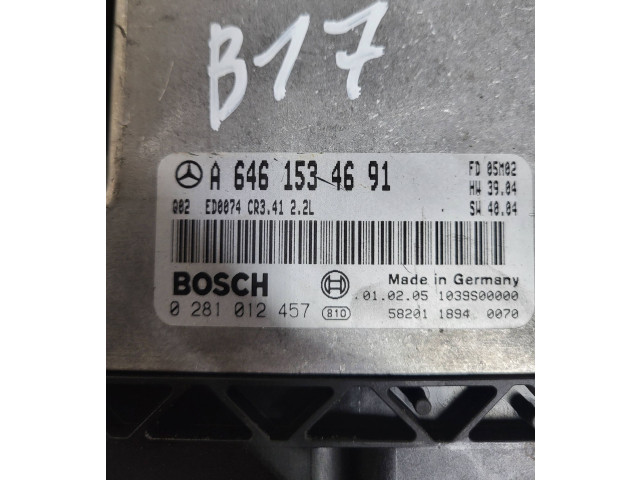 B17
A 646 153 46 91
FD 05M02
HW 39.04
Q02 ED0074 CR3.41 2.2L
SW 40.04
BOSCH
Made in Germany
01.02.05 1039S00000
0 281 012 457 810
58201 1894 0070